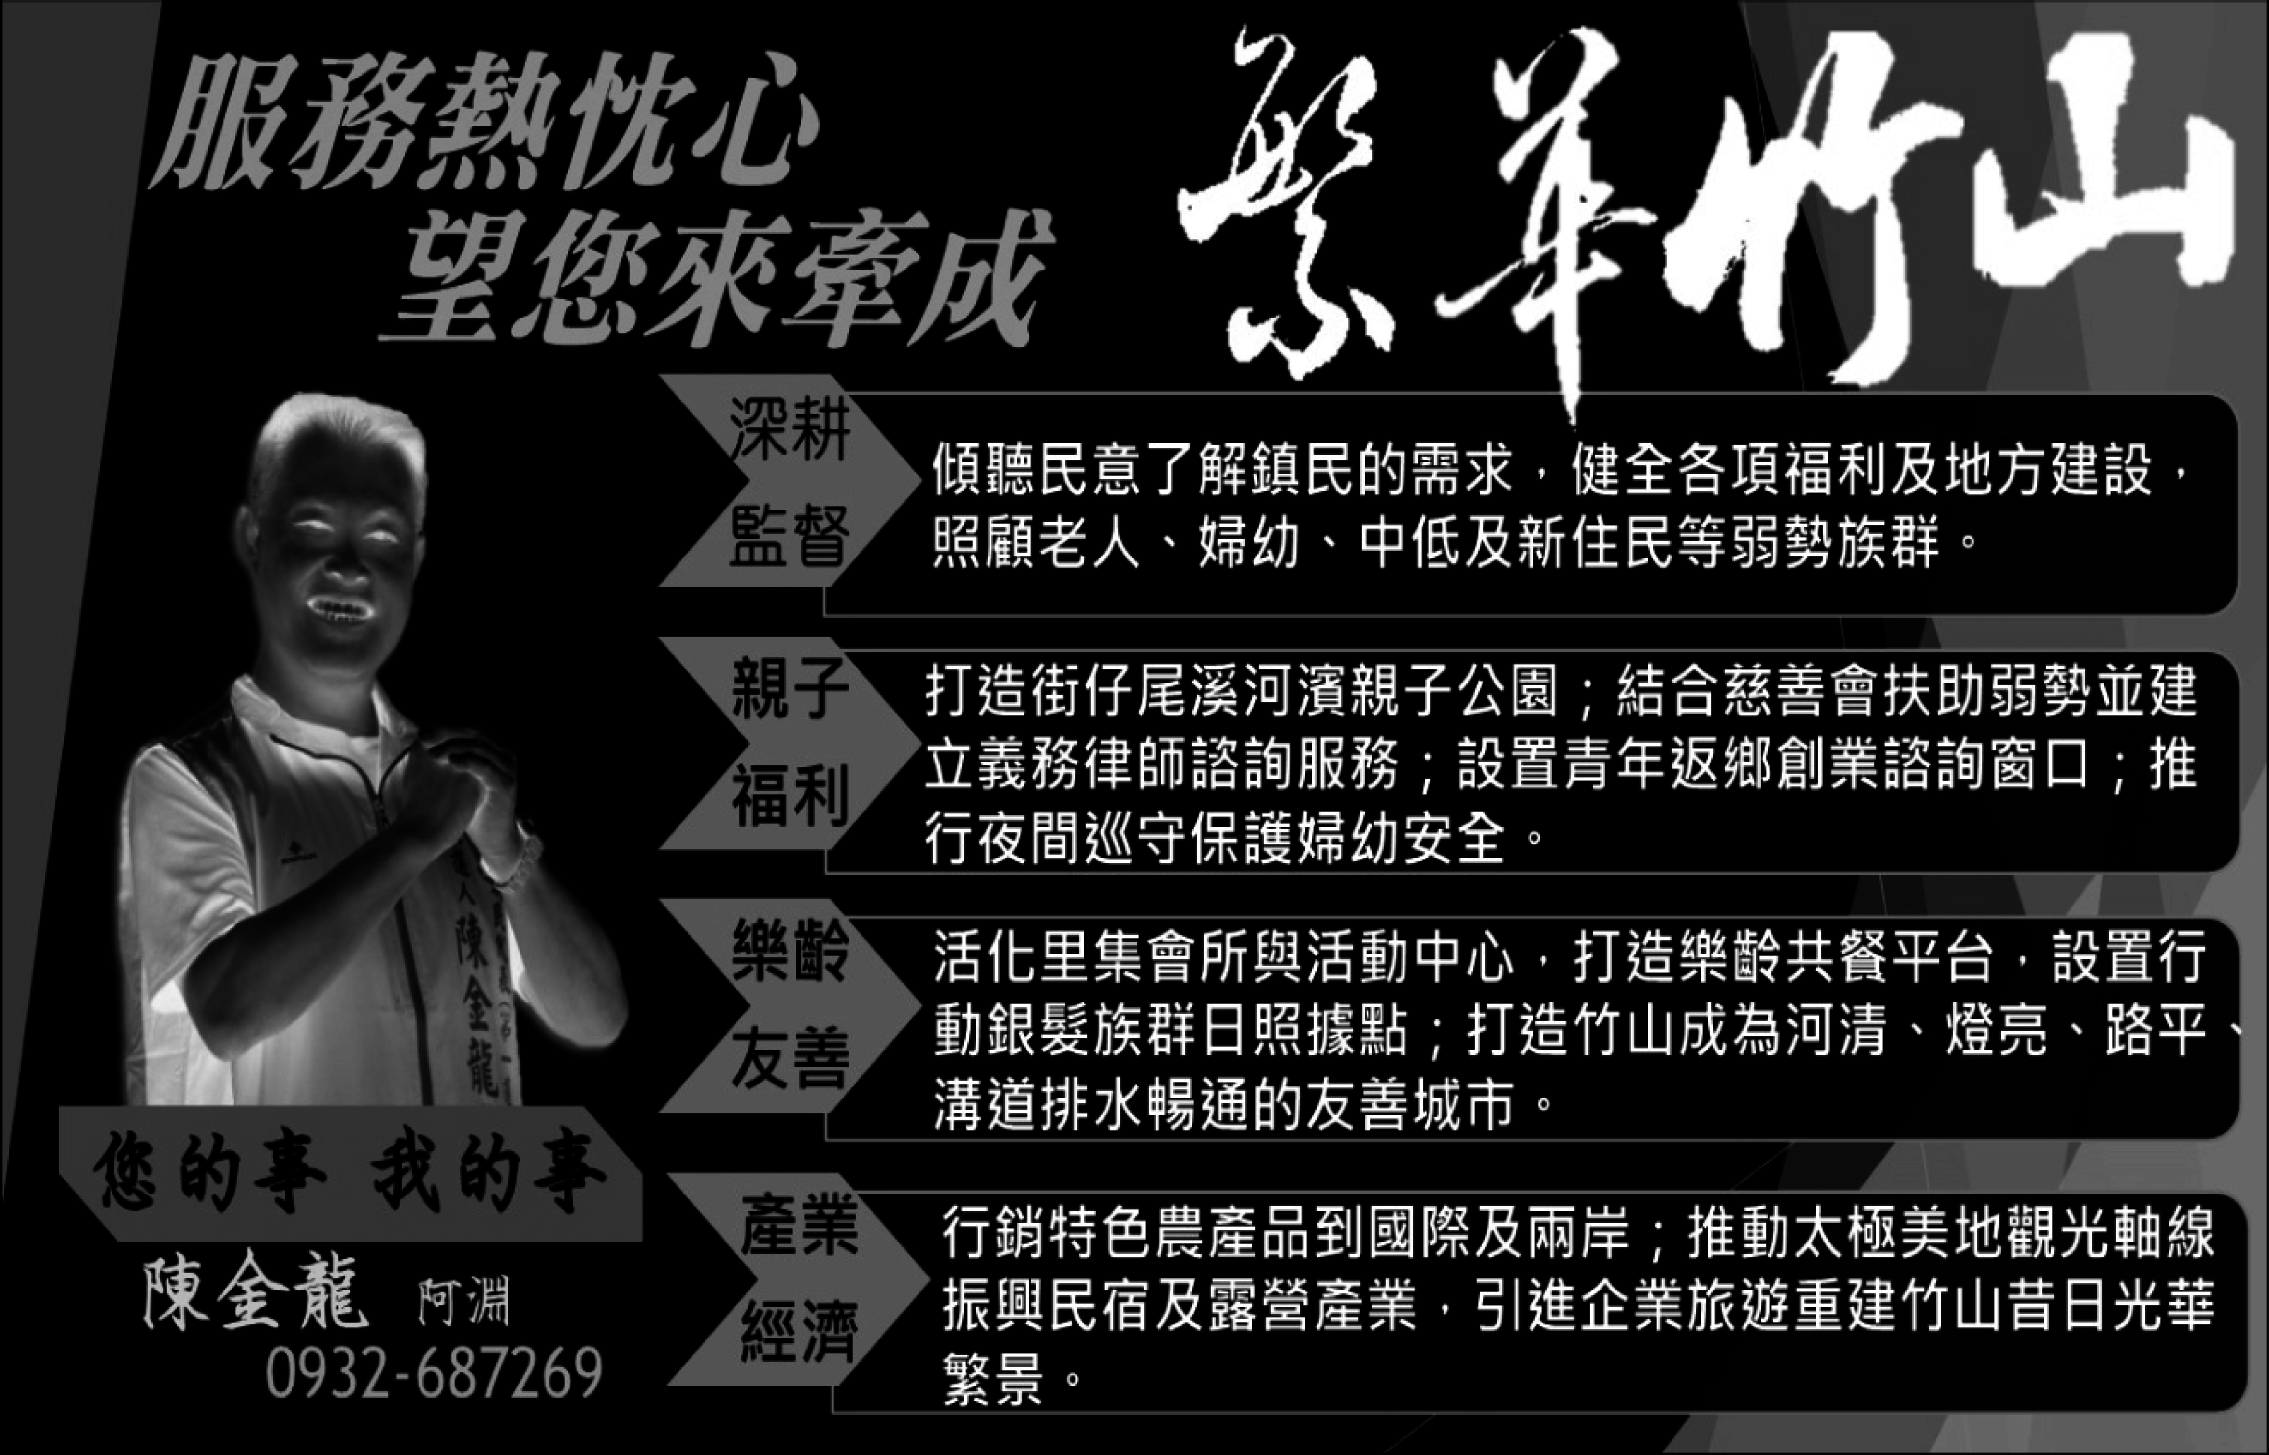 服務熱忱心
望您來牽成
繁華竹山
深耕
監督
傾聽民意了解鎮民的需求，健全各項福利及地方建設，
照顧老人、婦幼、中低及新住民等弱勢族群。
親子
福利
打造街仔尾溪河濱親子公園；結合慈善會扶助弱勢並建
立義務律師諮詢服務；設置青年返鄉創業諮詢窗口；推
行夜間巡守保護婦幼安全。
樂齡
友善
活化里集會所與活動中心，打造樂齡共餐平台，設置行
動銀髮族群日照據點；打造竹山成為河清、燈亮、路平、
溝道排水暢通的友善城市。
產業
經濟
行銷特色農產品到國際及兩岸；推動太極美地觀光軸線
振興民宿及露營產業，引進企業旅遊重建竹山昔日光華
繁景。
陳金龍
您的事 我的事
陳金龍 阿淵
0932-687269